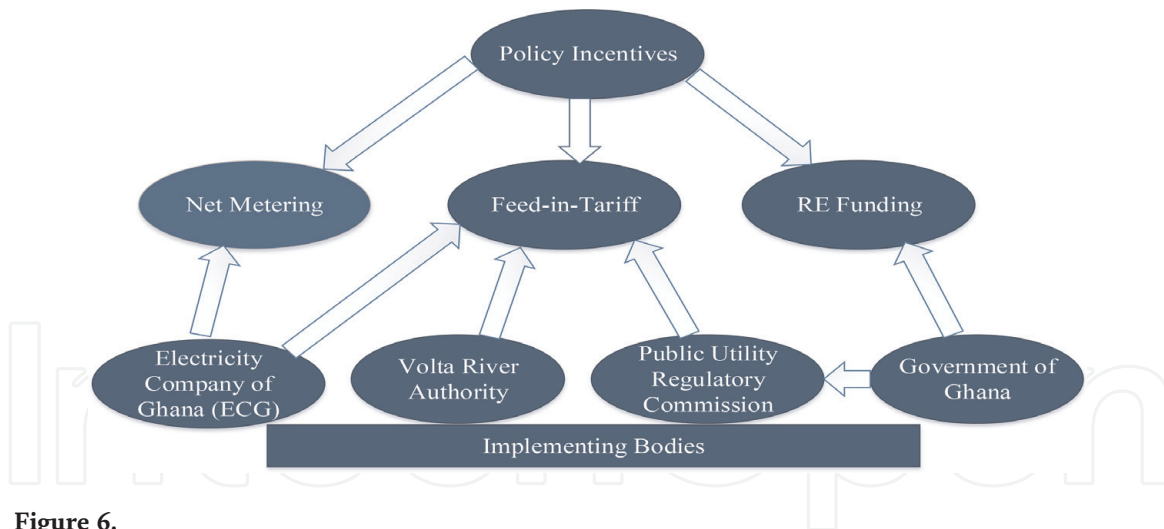 Policy Incentives
Net Metering
Feed-in-Tariff
RE Funding
Electricity
Company of
Ghana (ECG)
Volta River
Authority
Public Utility
Regulatory
Commission
Government of
Ghana
Implementing Bodies
Figure 6.